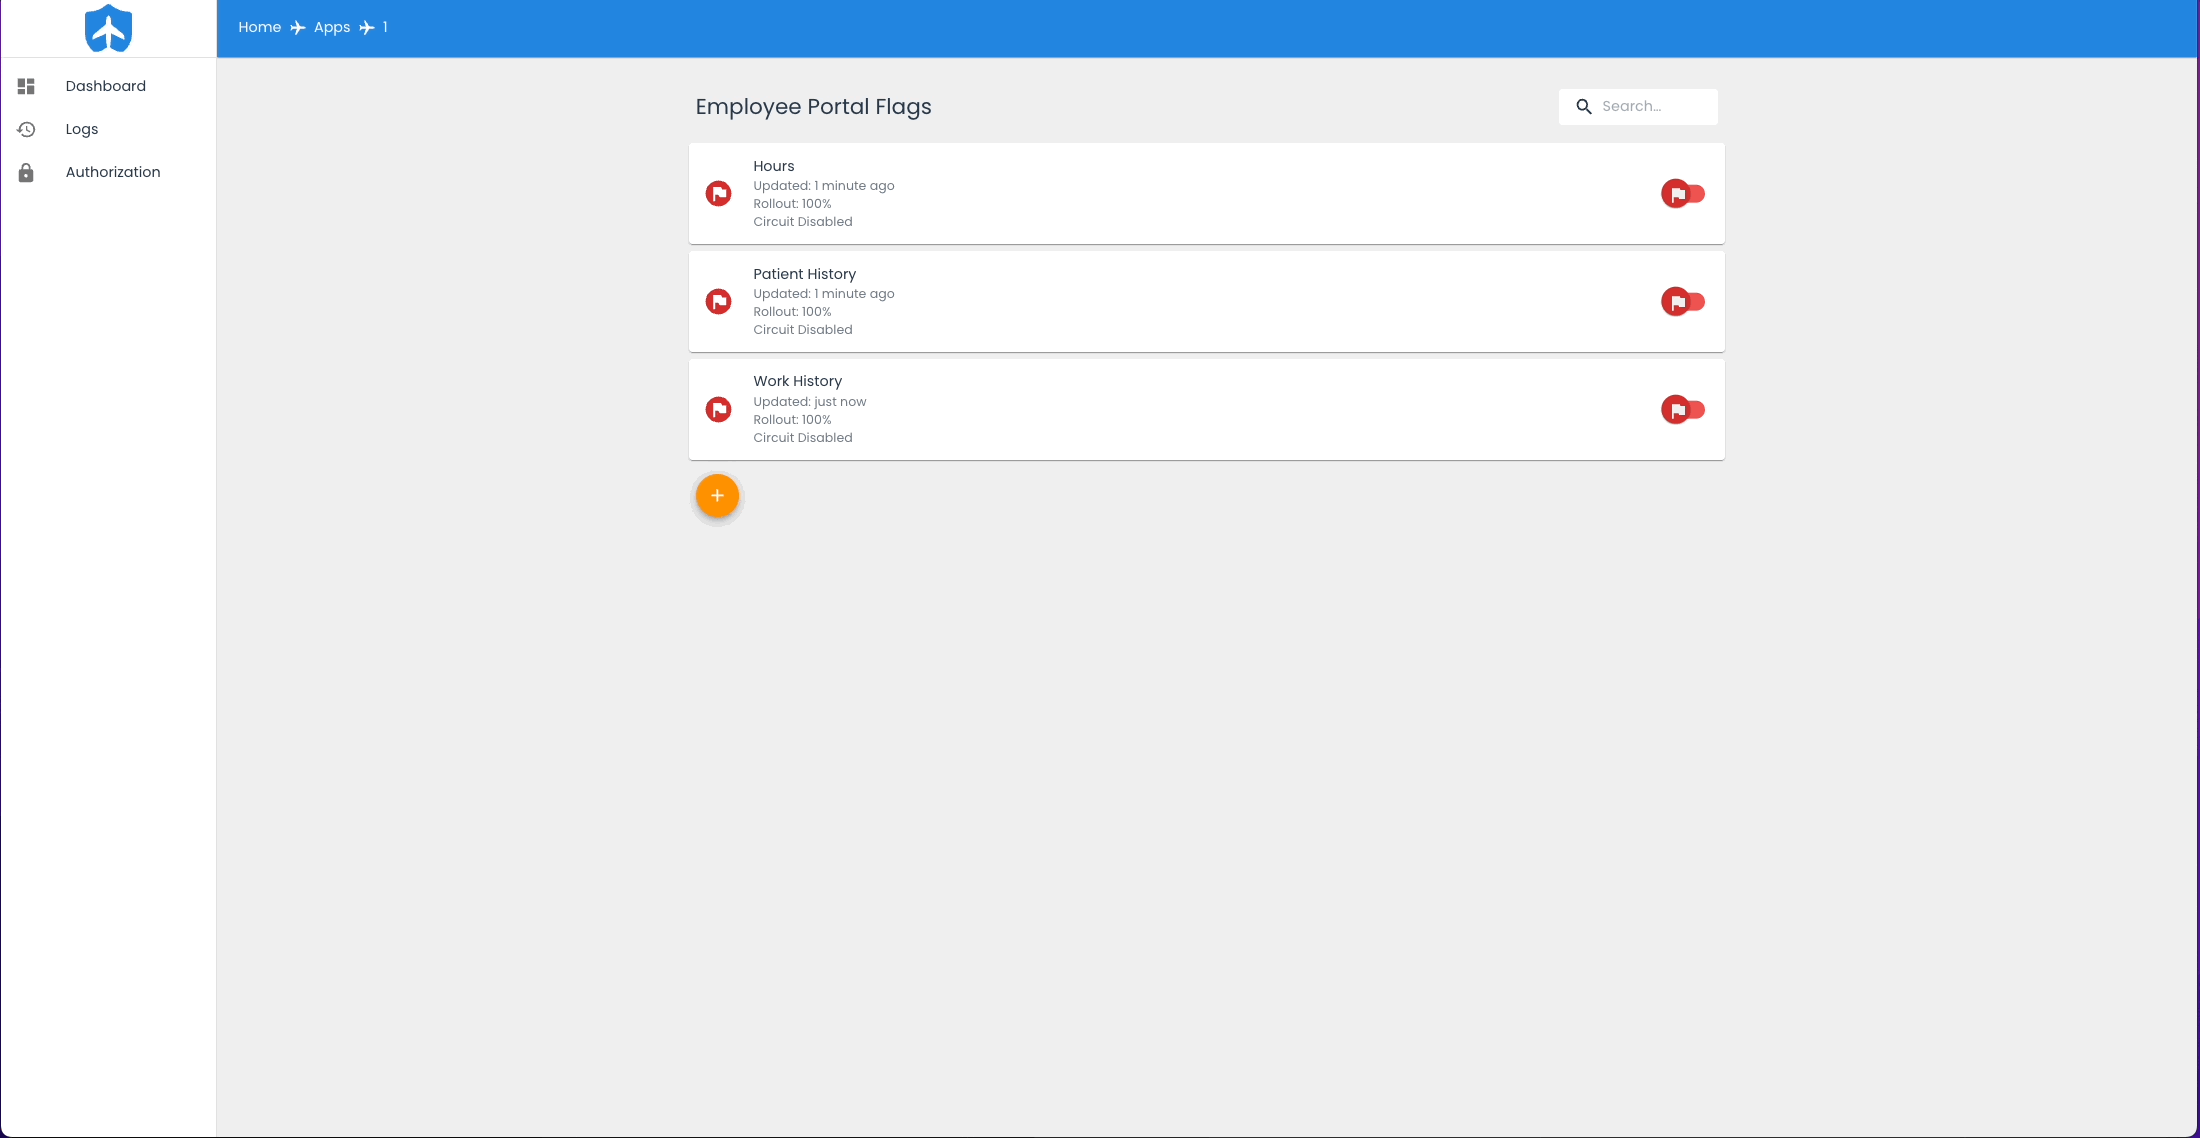 Home Apps 1
Dashboard
Logs
Authorization
Employee Portal Flags
Search...
Hours
Updated: 1 minute ago
Rollout: 100%
Circuit Disabled
Patient History
Updated: 1 minute ago
Rollout: 100%
Circuit Disabled
Work History
Updated: just now
Rollout: 100%
Circuit Disabled